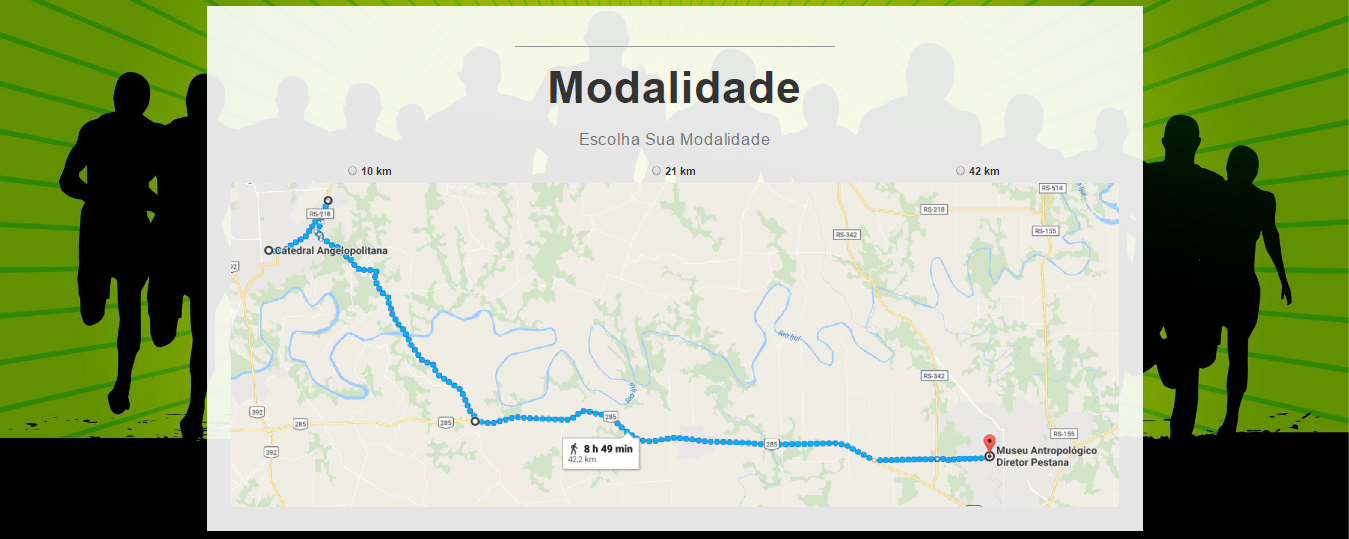 Modalidade
Escolha Sua Modalidade
10 km
21 km
42 km
RS-514
RS-218
RS-218
RS-342
RS-155
Catedral Angelopolitana
Rio Ijuí
RS-342
392
285
285
285
RS-155
392
8 h 49 min
42,2 km
285
Museu Antropológico
Diretor Pestana